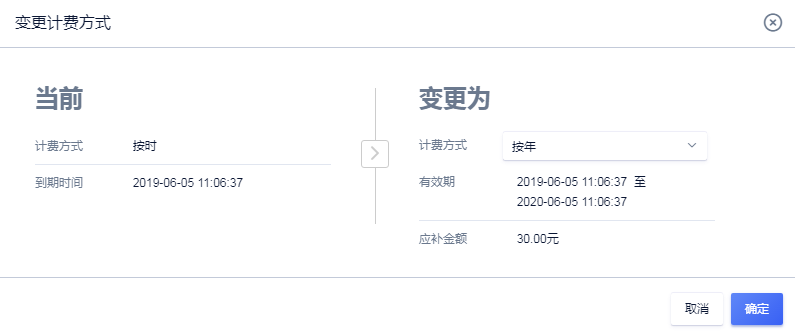 变更计费方式
当前
计费方式 按时
到期时间 2019-06-05 11:06:37
变更为
计费方式 按年
有效期 2019-06-05 11:06:37 至
2020-06-05 11:06:37
应补金额 30.00元
取消 确定